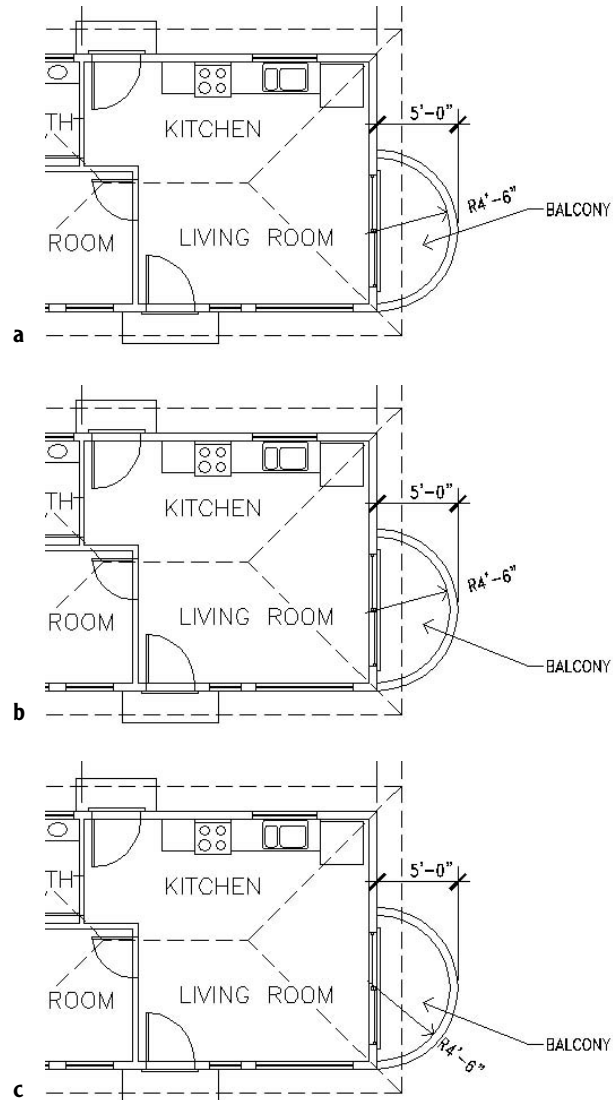 5'-0"
KITCHEN
TH
R4'-6"
BALCONY
ROOM
LIVING ROOM
a
5'-0"
KITCHEN
TH
R4'-6"
ROOM
LIVING ROOM
BALCONY
b
5'-0"
KITCHEN
TH
ROOM
LIVING ROOM
BALCONY
R4'-6"
c